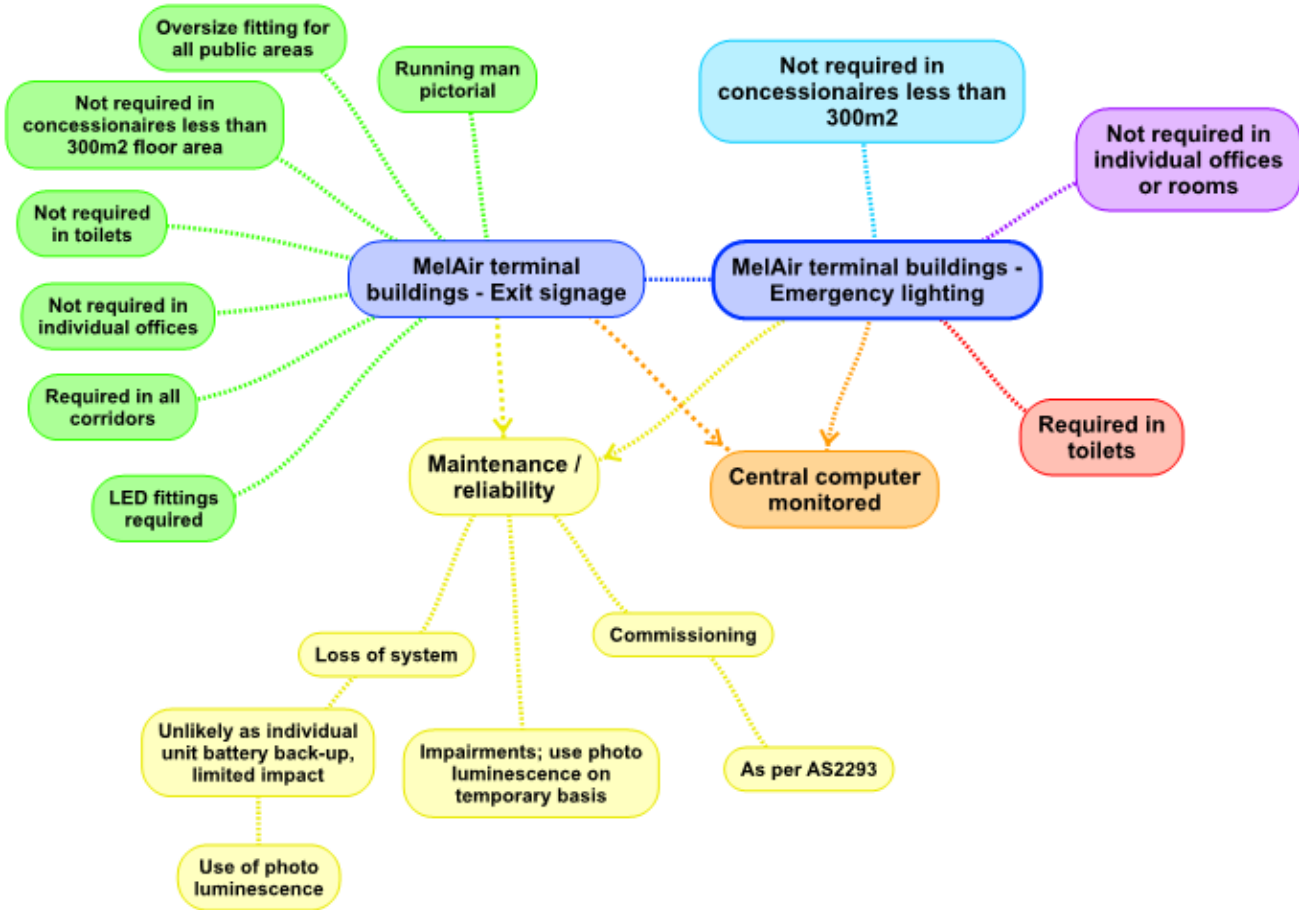 Oversize fitting for
all public areas
Running man
pictorial
Not required in
concessionaires less than
300m2
Not required in
concessionaires less than
300m2 floor area
Not required in
individual offices
or rooms
Not required
in toilets
MelAir terminal
buildings - Exit signage
MelAir terminal buildings -
Emergency lighting
Not required in
individual offices
Required in all
corridors
Required in
toilets
Maintenance /
reliability
Central computer
monitored
LED fittings
required
Commissioning
Loss of system
Unlikely as individual
unit battery back-up,
limited impact
Impairments; use photo
luminescence on
temporary basis
As per AS2293
Use of photo
luminescence